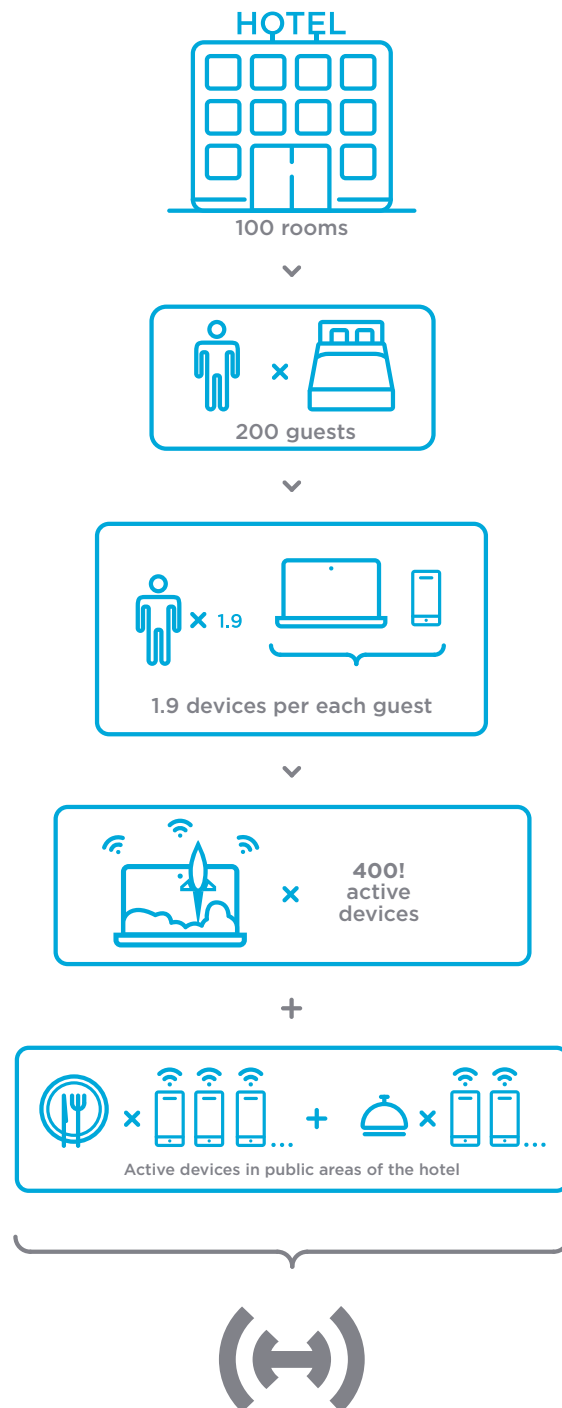 HOTEL
100 rooms
200 guests
1.9
1.9 devices per each guest
400!
active
devices
Active devices in public areas of the hotel